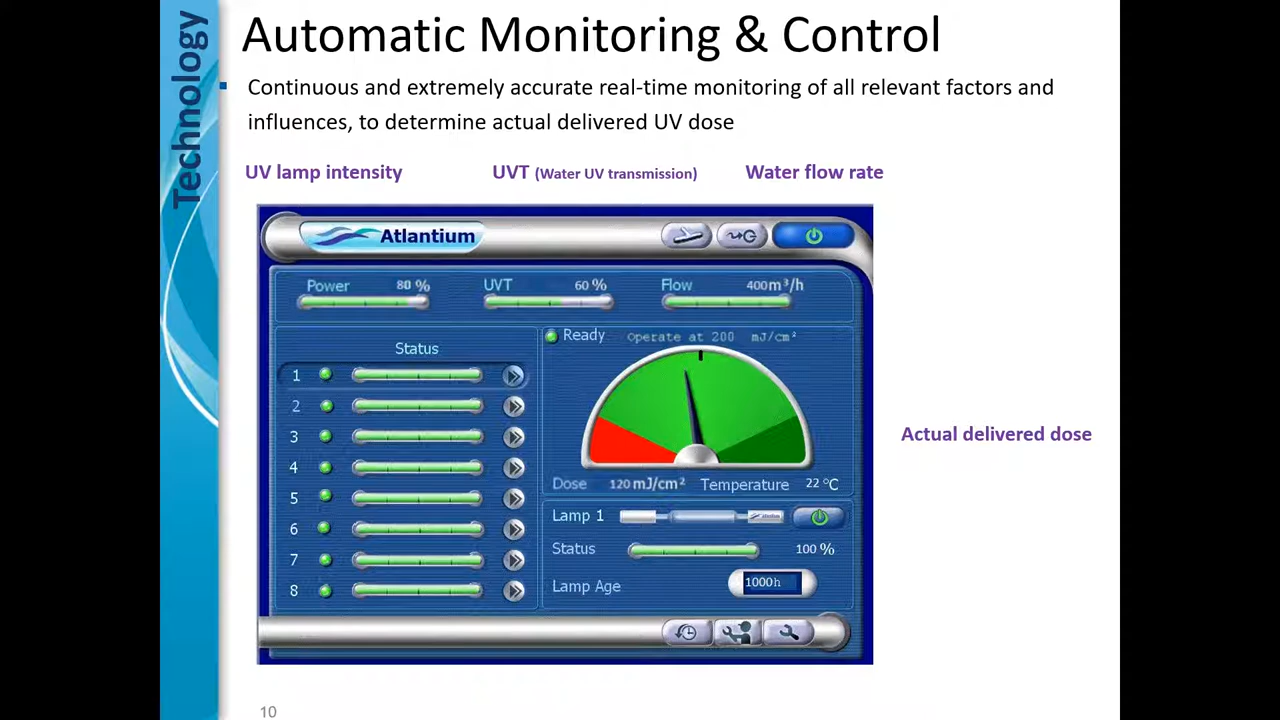 Technology
Automatic Monitoring & Control
Continuous and extremely accurate real-time monitoring of all relevant factors and
influences, to determine actual delivered UV dose
UV lamp intensity
UVT (Water UV transmission)
Water flow rate
Atlantium
Power 80 %
UVT 60 %
Flow 400m³/h
Status
1
2
3
4
5
6
7
8
Ready Operate at 200 mJ/cm²
Dose 120mJ/cm² Temperature 22 °C
Lamp 1
Status 100 %
Lamp Age 1000h
Actual delivered dose
10